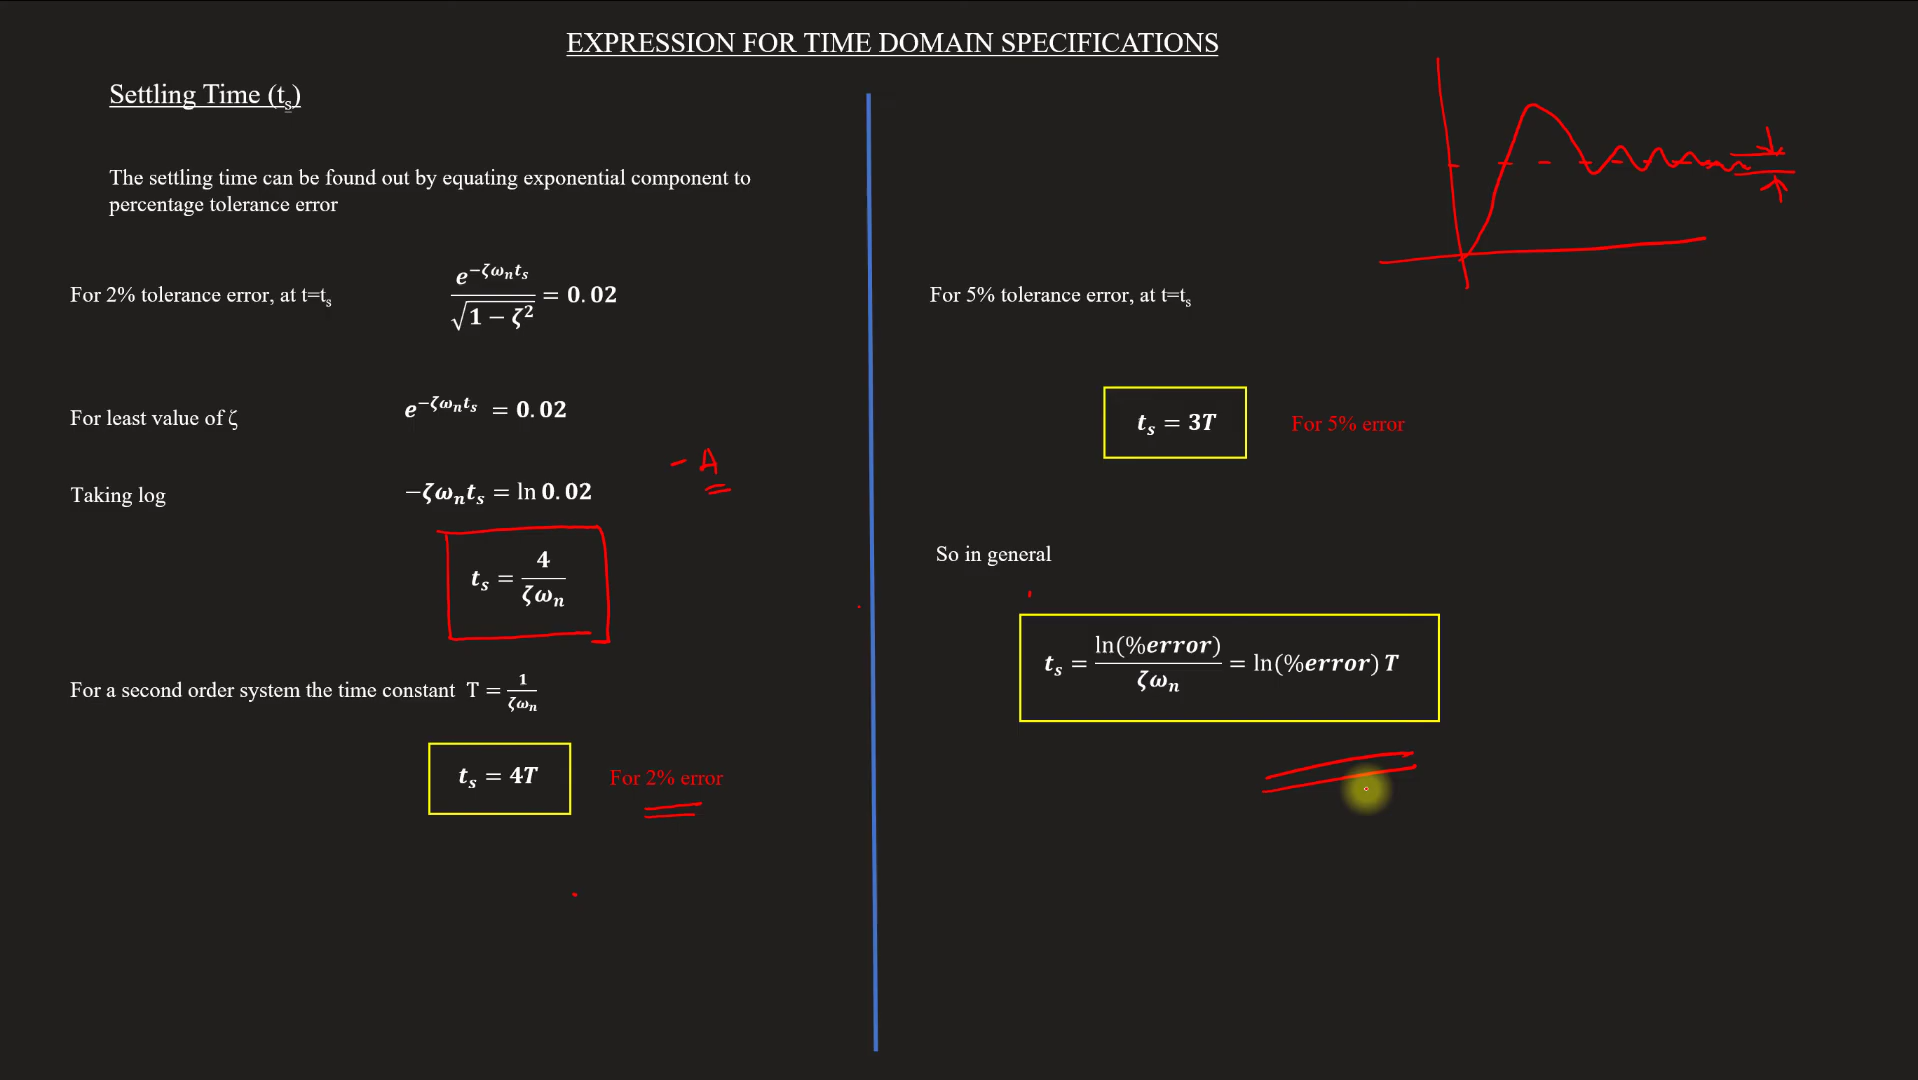 EXPRESSION FOR TIME DOMAIN SPECIFICATIONS
Settling Time (tₛ)
The settling time can be found out by equating exponential component to
percentage tolerance error
For 2% tolerance error, at t=tₛ
e^(−ζωₙtₛ) / √(1 − ζ²) = 0.02
For least value of ζ
e^(−ζωₙtₛ) = 0.02
Taking log
−ζωₙtₛ = ln 0.02
− A
tₛ = 4 / ζωₙ
For a second order system the time constant T = 1 / ζωₙ
tₛ = 4T
For 2% error
For 5% tolerance error, at t=tₛ
tₛ = 3T
For 5% error
So in general
tₛ = ln(%error) / ζωₙ = ln(%error) T